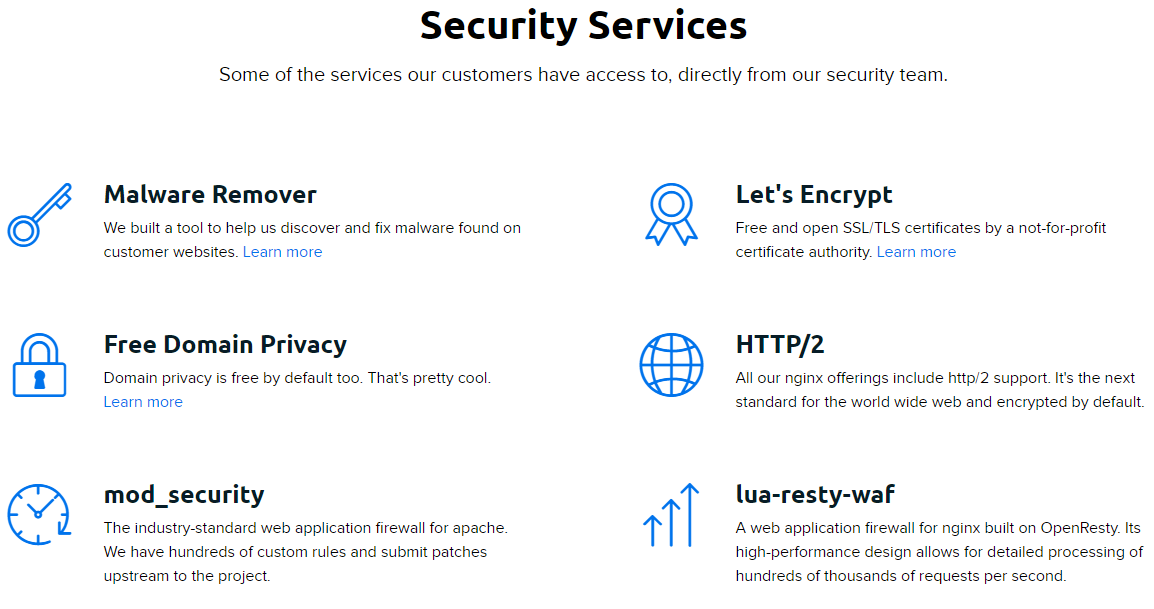 Security Services
Some of the services our customers have access to, directly from our security team.
Malware Remover
We built a tool to help us discover and fix malware found on
customer websites. Learn more
Let's Encrypt
Free and open SSL/TLS certificates by a not-for-profit
certificate authority. Learn more
Free Domain Privacy
Domain privacy is free by default too. That's pretty cool.
Learn more
HTTP/2
All our nginx offerings include http/2 support. It's the next
standard for the world wide web and encrypted by default.
mod_security
The industry-standard web application firewall for apache.
We have hundreds of custom rules and submit patches
upstream to the project.
lua-resty-waf
A web application firewall for nginx built on OpenResty. Its
high-performance design allows for detailed processing of
hundreds of thousands of requests per second.